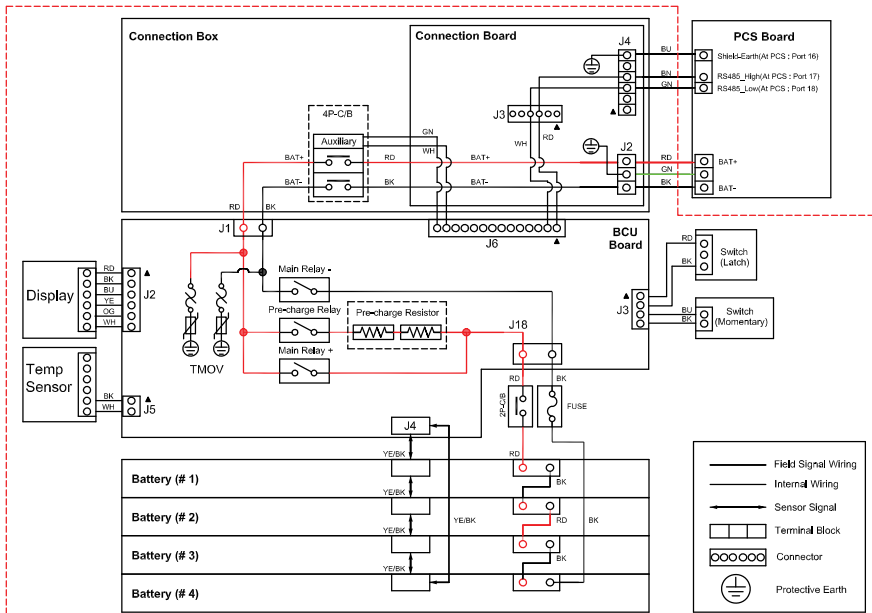 Connection Box
Connection Board
PCS Board
J4
BU
Shield-Earth(At PCS : Port 16)
BN
RS485_High(At PCS : Port 17)
GN
RS485_Low(At PCS : Port 18)
J3
4P-C/B
Auxiliary
GN
WH
WH
RD
J2
BAT+
RD
BAT+
RD
BAT+
GN
BAT-
BK
BAT-
BK
BAT-
RD
BK
J1
J6
BCU
Board
RD
BK
Switch
(Latch)
J3
BU
BK
Switch
(Momentary)
Display
RD
BK
BU
YE
OG
WH
J2
Main Relay -
Pre-charge Relay
Pre-charge Resistor
Main Relay +
TMOV
J18
Temp
Sensor
BK
WH
J5
RD
BK
2P-C/B
FUSE
J4
YE/BK
RD
Battery (# 1)
YE/BK
BK
Battery (# 2)
YE/BK
YE/BK
RD
BK
Battery (# 3)
YE/BK
BK
Battery (# 4)
Field Signal Wiring
Internal Wiring
Sensor Signal
Terminal Block
Connector
Protective Earth